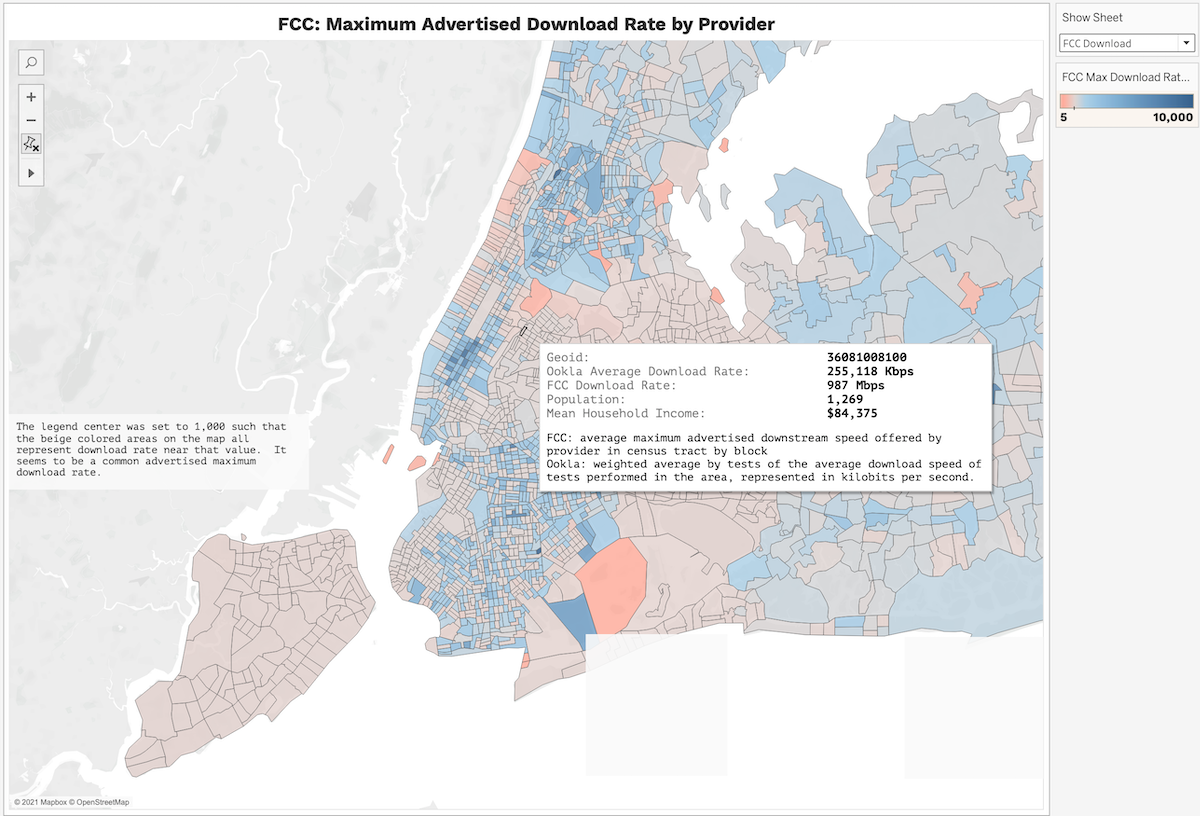 FCC: Maximum Advertised Download Rate by Provider
Show Sheet
FCC Download
FCC Max Download Rat...
5 10,000
Geoid: 36081008100
Ookla Average Download Rate: 255,118 Kbps
FCC Download Rate: 987 Mbps
Population: 1,269
Mean Household Income: $84,375
FCC: average maximum advertised downstream speed offered by
provider in census tract by block
Ookla: weighted average by tests of the average download speed of
tests performed in the area, represented in kilobits per second.
The legend center was set to 1,000 such that
the beige colored areas on the map all
represent download rate near that value. It
seems to be a common advertised maximum
download rate.
© 2021 Mapbox © OpenStreetMap